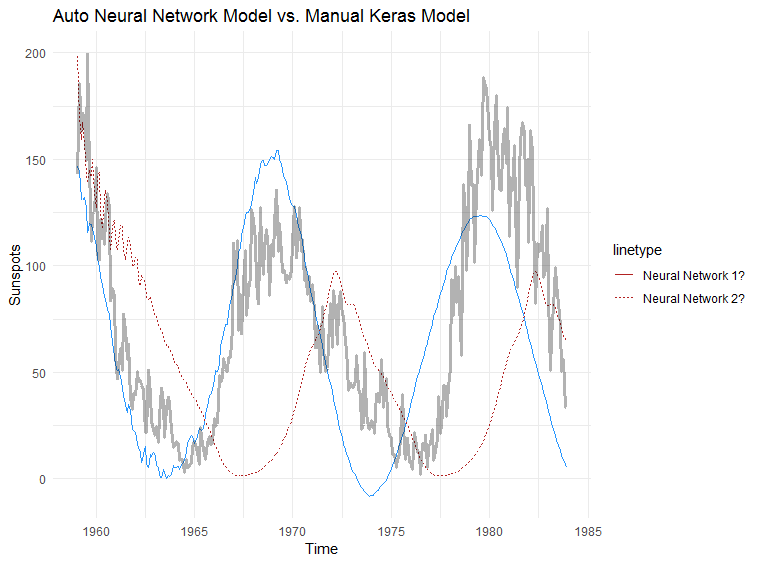 Auto Neural Network Model vs. Manual Keras Model
200
150
100
50
0
Sunspots
1960
1965
1970
1975
1980
1985
Time
linetype
Neural Network 1?
Neural Network 2?